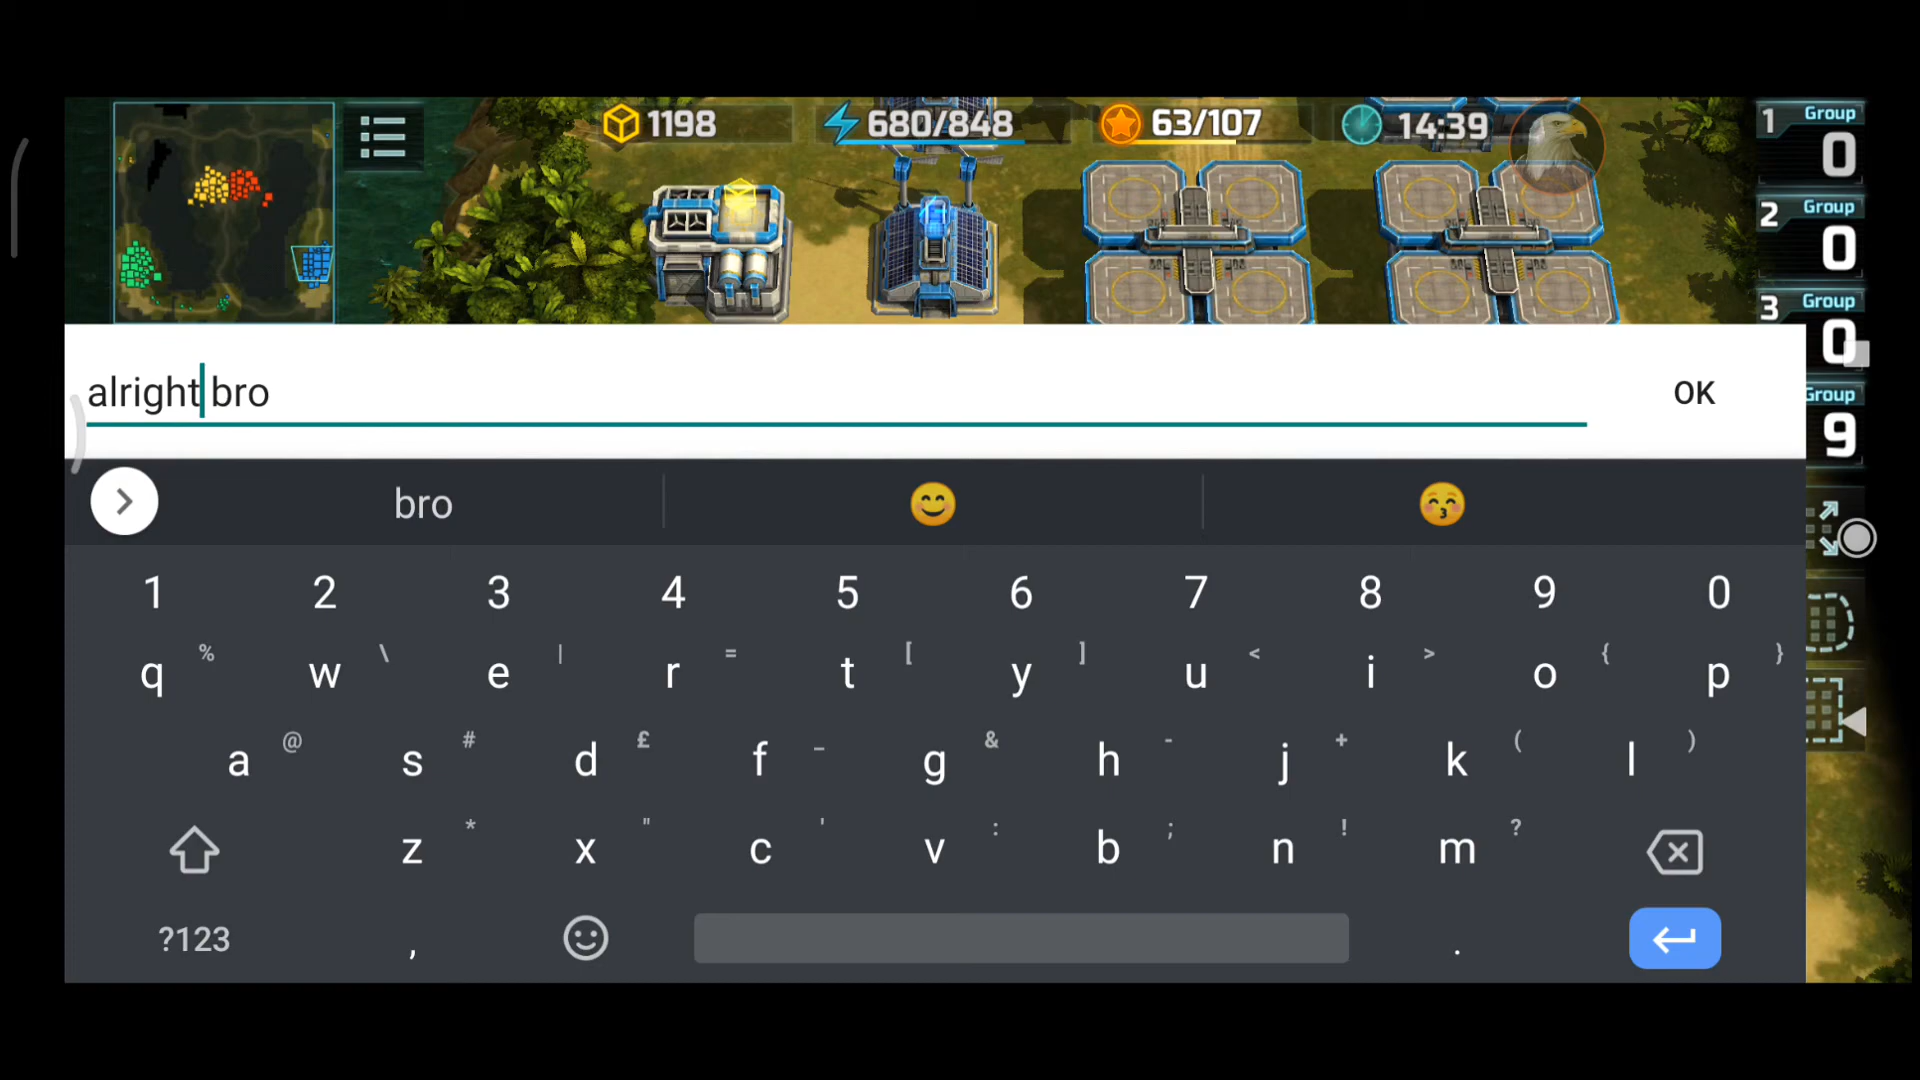 1198
680/848
63/107
14:39
1 Group
0
2 Group
0
3 Group
0
Group
9
alright bro
OK
bro
1 2 3 4 5 6 7 8 9 0
q % w \ e | r = t [ y ] u < i > o { p }
a @ s # d £ f _ g & h - j + k ( l )
z * x " c ' v : b ; n ! m ?
?123 , .